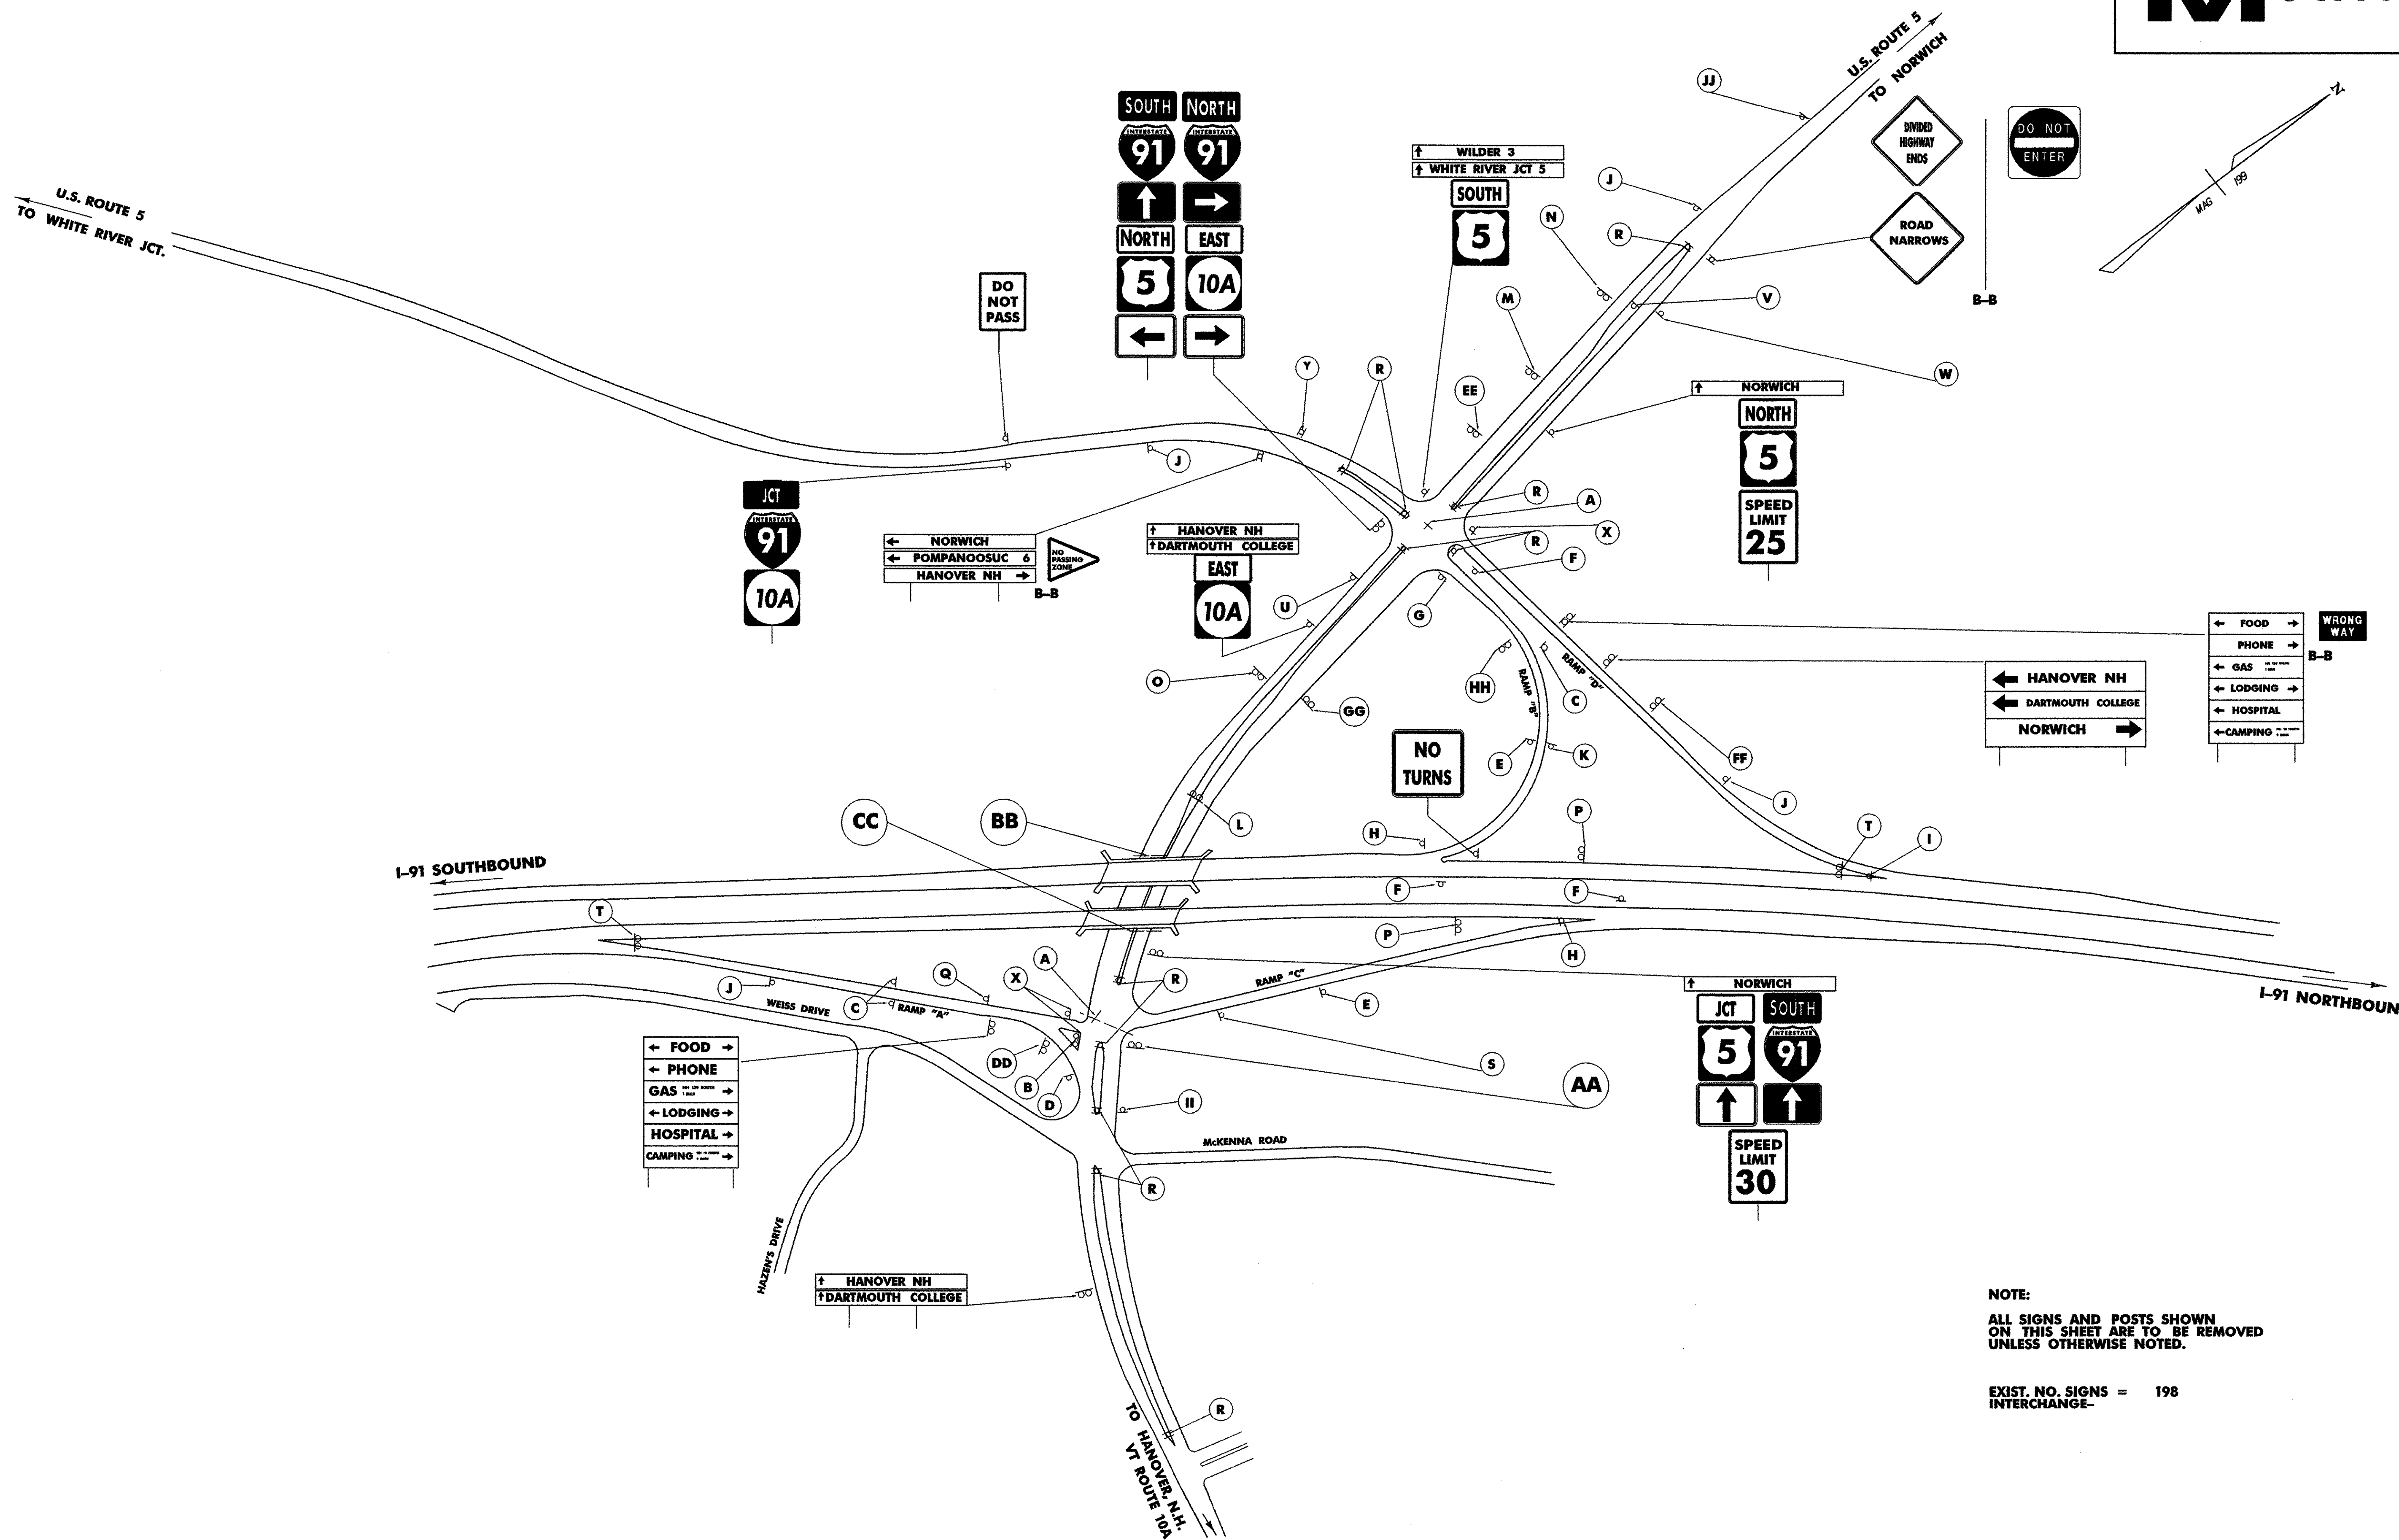 U.S. ROUTE 5
TO NORWICH
JJ
SOUTH
NORTH
INTERSTATE
91
INTERSTATE
91
NORTH
EAST
5
10A
WILDER 3
WHITE RIVER JCT 5
SOUTH
5
DIVIDED
HIGHWAY
ENDS
ROAD
NARROWS
B-B
DO NOT
ENTER
N
MAG 199
U.S. ROUTE 5
TO WHITE RIVER JCT.
J
N
R
DO
NOT
PASS
M
V
W
Y
R
EE
NORWICH
NORTH
5
SPEED
LIMIT
25
J
JCT
INTERSTATE
91
10A
NORWICH
POMPANOOSUC 6
HANOVER NH
NO
PASSING
ZONE
B-B
HANOVER NH
DARTMOUTH COLLEGE
EAST
10A
R
A
X
R
F
U
G
O
GG
HH
C
RAMP "B"
RAMP "D"
FOOD
PHONE
GAS
LODGING
HOSPITAL
CAMPING
WRONG
WAY
B-B
HANOVER NH
DARTMOUTH COLLEGE
NORWICH
NO
TURNS
E
K
FF
J
CC
BB
L
H
P
T
I
I-91 SOUTHBOUND
F
F
T
P
H
J
Q
A
X
R
C
WEISS DRIVE
RAMP "A"
RAMP "C"
E
I-91 NORTHBOUN
NORWICH
JCT
SOUTH
5
INTERSTATE
91
SPEED
LIMIT
30
FOOD
PHONE
GAS
LODGING
HOSPITAL
CAMPING
DD
B
D
S
AA
II
McKENNA ROAD
R
HAZEN'S DRIVE
HANOVER NH
DARTMOUTH COLLEGE
R
TO HANOVER, N.H.
VT ROUTE 10A
NOTE:
ALL SIGNS AND POSTS SHOWN
ON THIS SHEET ARE TO BE REMOVED
UNLESS OTHERWISE NOTED.
EXIST. NO. SIGNS = 198
INTERCHANGE-